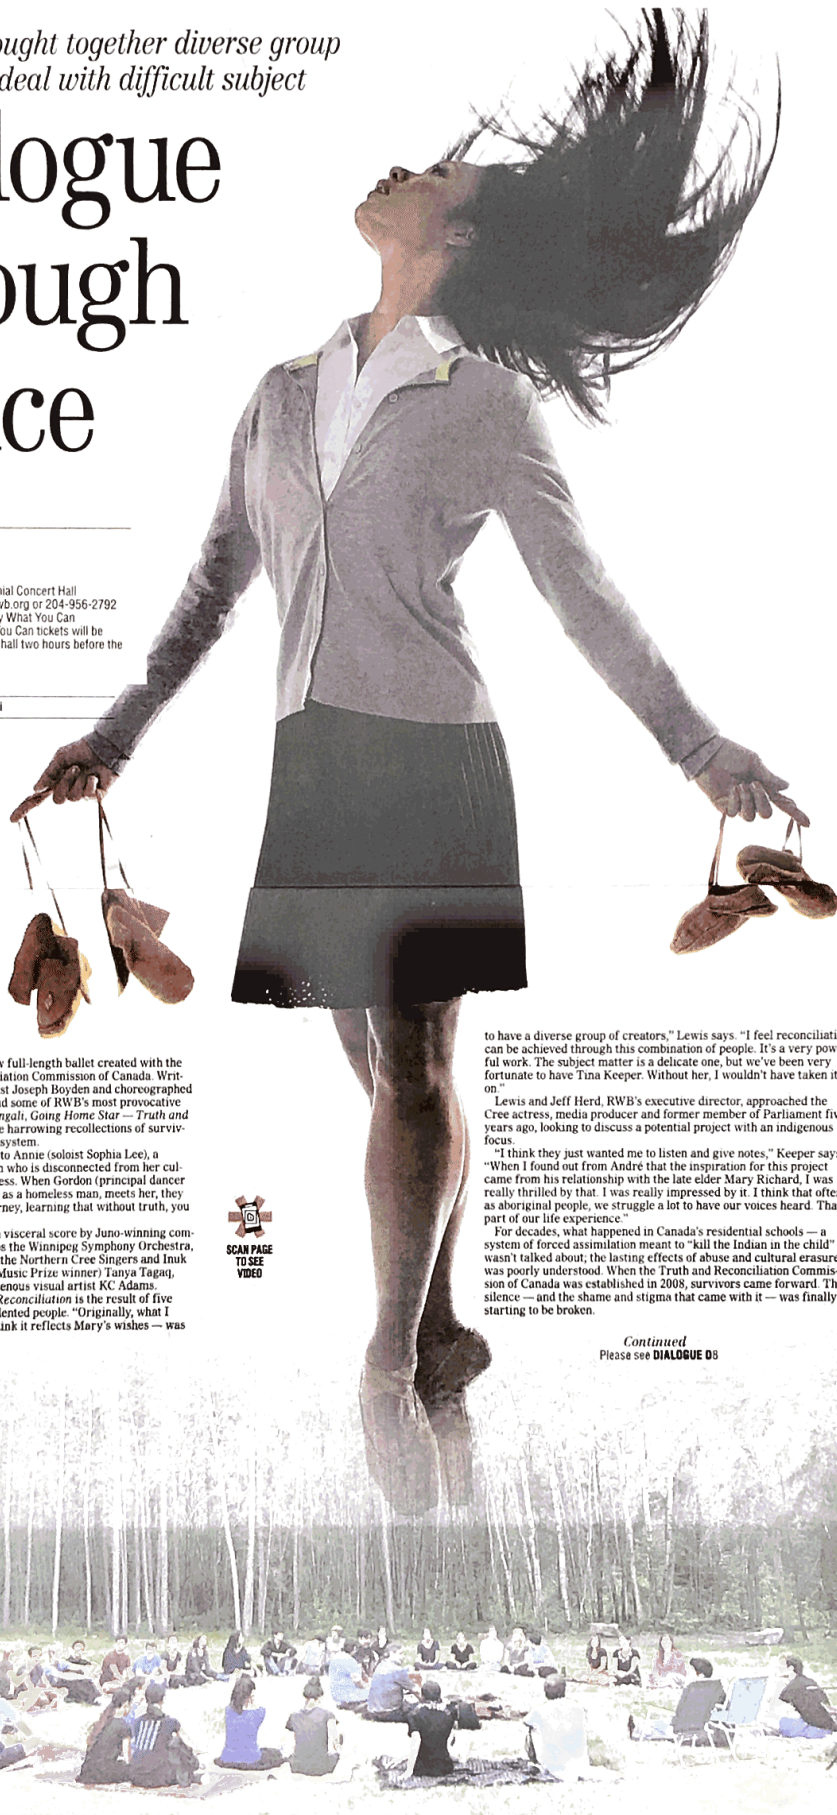 ought together diverse group
deal with difficult subject
logue
ough
ce
ial Concert Hall
vb.org or 204-956-2792
y What You Can
ou Can tickets will be
hall two hours before the
full-length ballet created with the
iation Commission of Canada. Writ-
st Joseph Boyden and choreographed
d some of RWB's most provocative
ngali, Going Home Star — Truth and
e harrowing recollections of surviv-
system.
to Annie (soloist Sophia Lee), a
who is disconnected from her cul-
ess. When Gordon (principal dancer
as a homeless man, meets her, they
rney, learning that without truth, you
visceral score by Juno-winning com-
s the Winnipeg Symphony Orchestra,
the Northern Cree Singers and Inuk
Music Prize winner) Tanya Tagaq,
enous visual artist KC Adams.
Reconciliation is the result of five
lented people. “Originally, what I
ink it reflects Mary's wishes — was
SCAN PAGE
TO SEE
VIDEO
to have a diverse group of creators,” Lewis says. “I feel reconciliati
can be achieved through this combination of people. It's a very pow
ful work. The subject matter is a delicate one, but we've been very
fortunate to have Tina Keeper. Without her, I wouldn't have taken it
on.”
Lewis and Jeff Herd, RWB's executive director, approached the
Cree actress, media producer and former member of Parliament fiv
years ago, looking to discuss a potential project with an indigenous
focus.
“I think they just wanted me to listen and give notes,” Keeper say
“When I found out from André that the inspiration for this project
came from his relationship with the late elder Mary Richard, I was
really thrilled by that. I was really impressed by it. I think that ofte
as aboriginal people, we struggle a lot to have our voices heard. Tha
part of our life experience.”
For decades, what happened in Canada's residential schools — a
system of forced assimilation meant to “kill the Indian in the child”
wasn't talked about; the lasting effects of abuse and cultural erasure
was poorly understood. When the Truth and Reconciliation Commis-
sion of Canada was established in 2008, survivors came forward. Th
silence — and the shame and stigma that came with it — was finally
starting to be broken.
Continued
Please see DIALOGUE D8